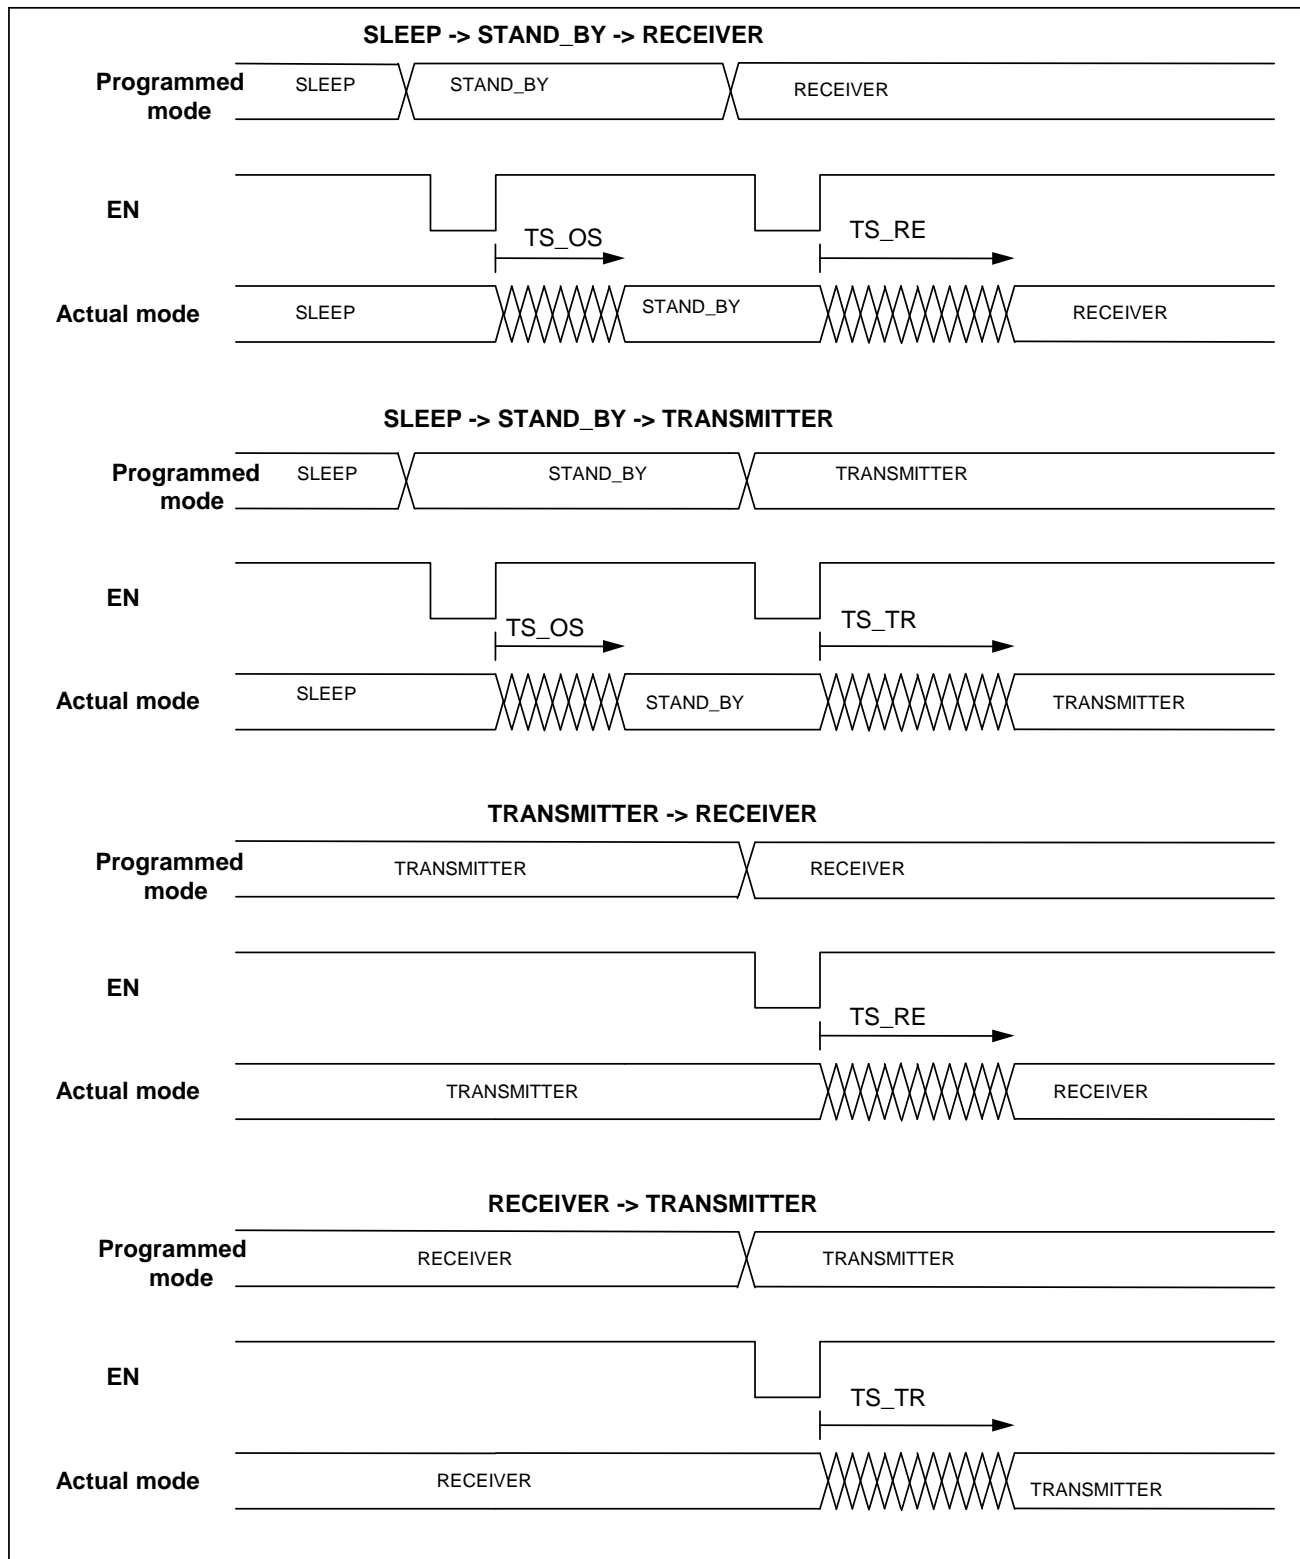 SLEEP -> STAND_BY -> RECEIVER
Programmed
mode
SLEEP
STAND_BY
RECEIVER
EN
TS_OS
TS_RE
Actual mode
SLEEP
STAND_BY
RECEIVER
SLEEP -> STAND_BY -> TRANSMITTER
Programmed
mode
SLEEP
STAND_BY
TRANSMITTER
EN
TS_OS
TS_TR
Actual mode
SLEEP
STAND_BY
TRANSMITTER
TRANSMITTER -> RECEIVER
Programmed
mode
TRANSMITTER
RECEIVER
EN
TS_RE
Actual mode
TRANSMITTER
RECEIVER
RECEIVER -> TRANSMITTER
Programmed
mode
RECEIVER
TRANSMITTER
EN
TS_TR
Actual mode
RECEIVER
TRANSMITTER